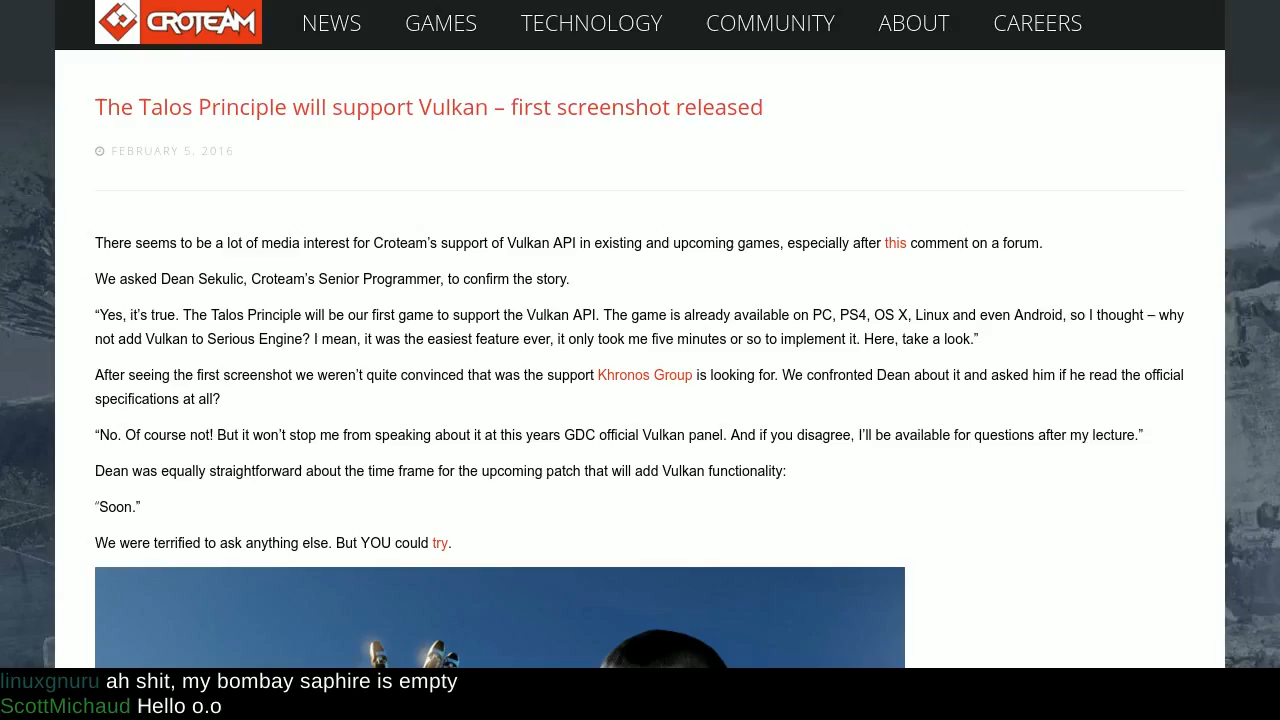 CROTEAM NEWS GAMES TECHNOLOGY COMMUNITY ABOUT CAREERS
The Talos Principle will support Vulkan – first screenshot released
FEBRUARY 5, 2016
There seems to be a lot of media interest for Croteam’s support of Vulkan API in existing and upcoming games, especially after this comment on a forum.
We asked Dean Sekulic, Croteam’s Senior Programmer, to confirm the story.
“Yes, it’s true. The Talos Principle will be our first game to support the Vulkan API. The game is already available on PC, PS4, OS X, Linux and even Android, so I thought – why
not add Vulkan to Serious Engine? I mean, it was the easiest feature ever, it only took me five minutes or so to implement it. Here, take a look.”
After seeing the first screenshot we weren’t quite convinced that was the support Khronos Group is looking for. We confronted Dean about it and asked him if he read the official
specifications at all?
“No. Of course not! But it won’t stop me from speaking about it at this years GDC official Vulkan panel. And if you disagree, I’ll be available for questions after my lecture.”
Dean was equally straightforward about the time frame for the upcoming patch that will add Vulkan functionality:
“Soon.”
We were terrified to ask anything else. But YOU could try.
linuxgnuru ah shit, my bombay saphire is empty
ScottMichaud Hello o.o